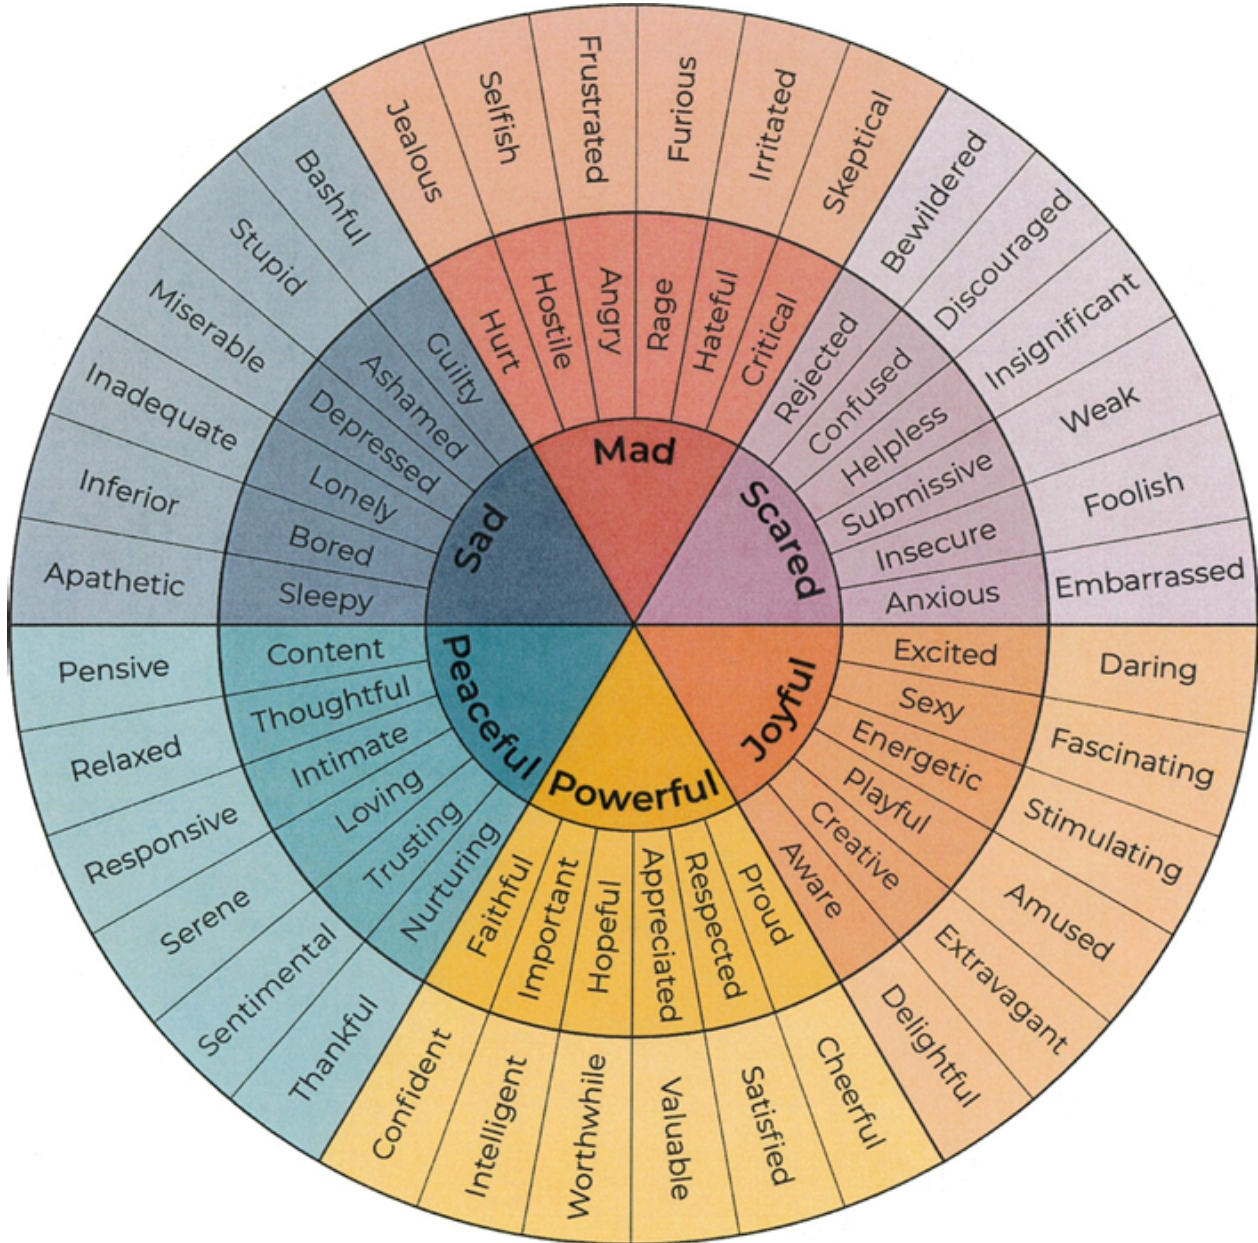 Mad
Scared
Joyful
Powerful
Peaceful
Sad
Hurt
Hostile
Angry
Rage
Hateful
Critical
Rejected
Confused
Helpless
Submissive
Insecure
Anxious
Excited
Sexy
Energetic
Playful
Creative
Aware
Proud
Respected
Appreciated
Hopeful
Important
Faithful
Nurturing
Trusting
Loving
Intimate
Thoughtful
Content
Sleepy
Bored
Lonely
Depressed
Ashamed
Guilty
Jealous
Selfish
Frustrated
Furious
Irritated
Skeptical
Bewildered
Discouraged
Insignificant
Weak
Foolish
Embarrassed
Daring
Fascinating
Stimulating
Amused
Extravagant
Delightful
Cheerful
Satisfied
Valuable
Worthwhile
Intelligent
Confident
Thankful
Sentimental
Serene
Responsive
Relaxed
Pensive
Apathetic
Inferior
Inadequate
Miserable
Stupid
Bashful